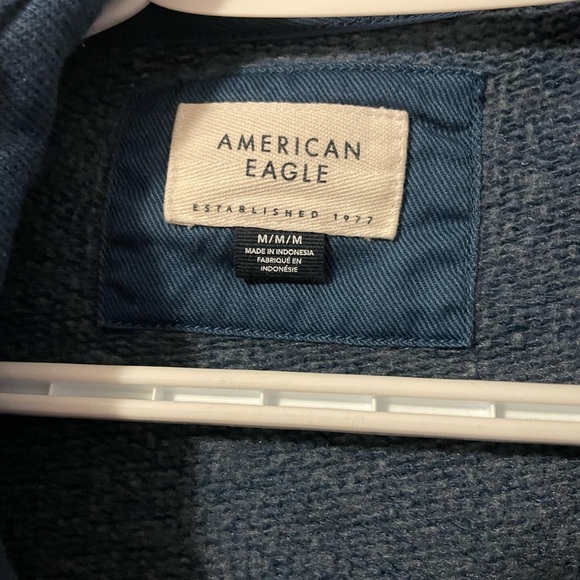 AMERICAN
EAGLE
ESTABLISHED 1977
M/M/M
MADE IN INDONESIA
FABRIQUÉ EN
INDONÉSIE